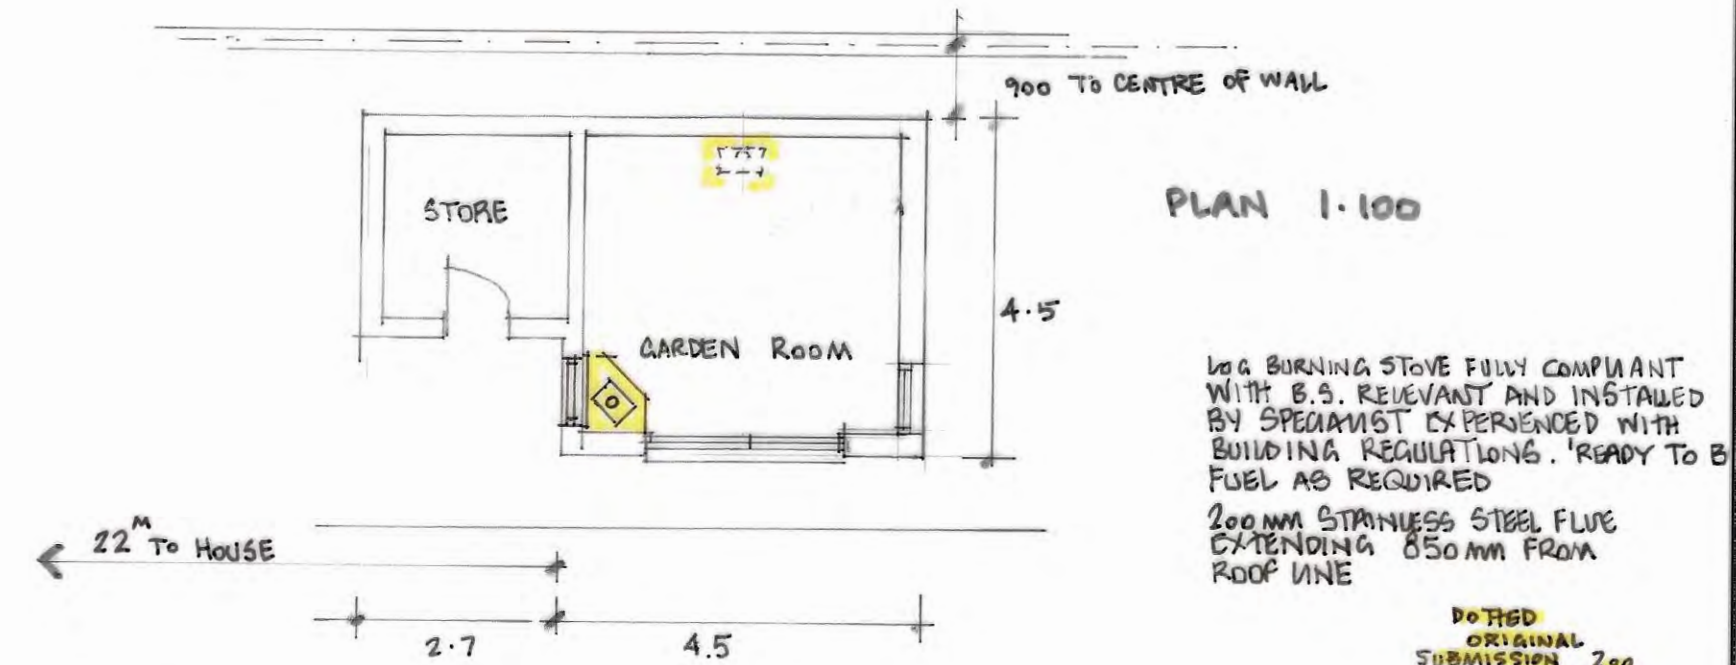 900 TO CENTRE OF WALL
STORE
PLAN 1.100
4.5
GARDEN ROOM
LOG BURNING STOVE FULLY COMPLIANT
WITH B.S. RELEVANT AND INSTALLED
BY SPECIALIST EXPERIENCED WITH
BUILDING REGULATIONS. 'READY TO B
FUEL AS REQUIRED
200 MM STAINLESS STEEL FLUE
EXTENDING 850 MM FROM
ROOF LINE
22 M TO HOUSE
2.7 4.5
DOTTED
ORIGINAL
SUBMISSION